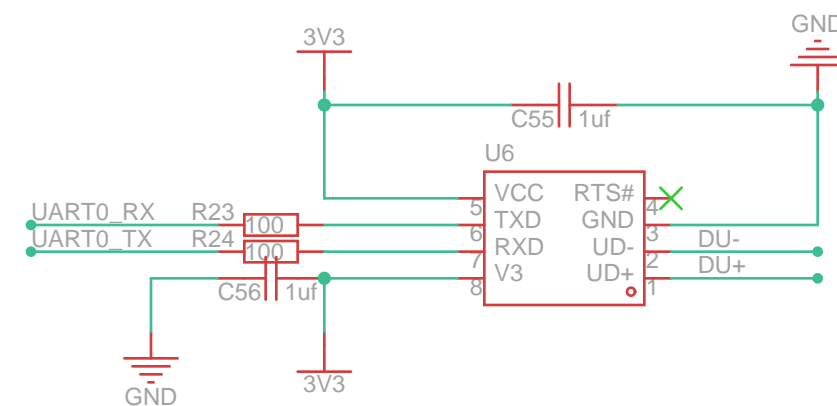 GND
3V3
C55 1uf
U6
VCC RTS#
5 4
UART0_RX R23 100 TXD GND
6 3
UART0_TX R24 100 RXD UD- DU-
7 2
C56 1uf V3 UD+ DU+
8 1
GND
3V3